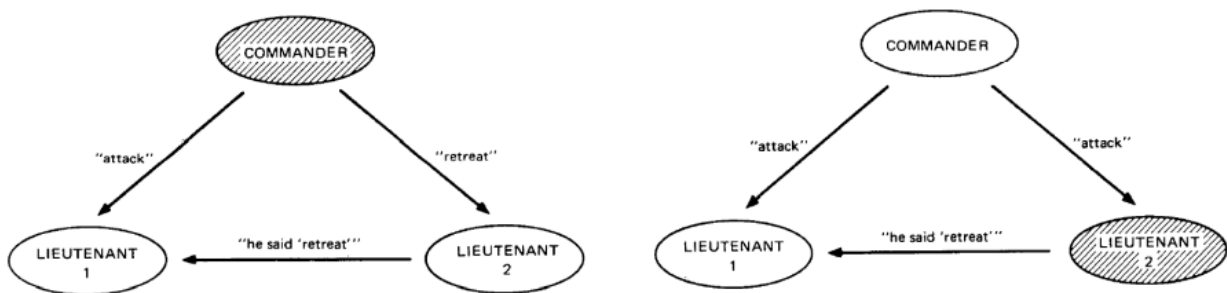 COMMANDER
"attack"
"retreat"
LIEUTENANT
1
"he said 'retreat'"
LIEUTENANT
2
COMMANDER
"attack"
"attack"
LIEUTENANT
1
"he said 'retreat'"
LIEUTENANT
2